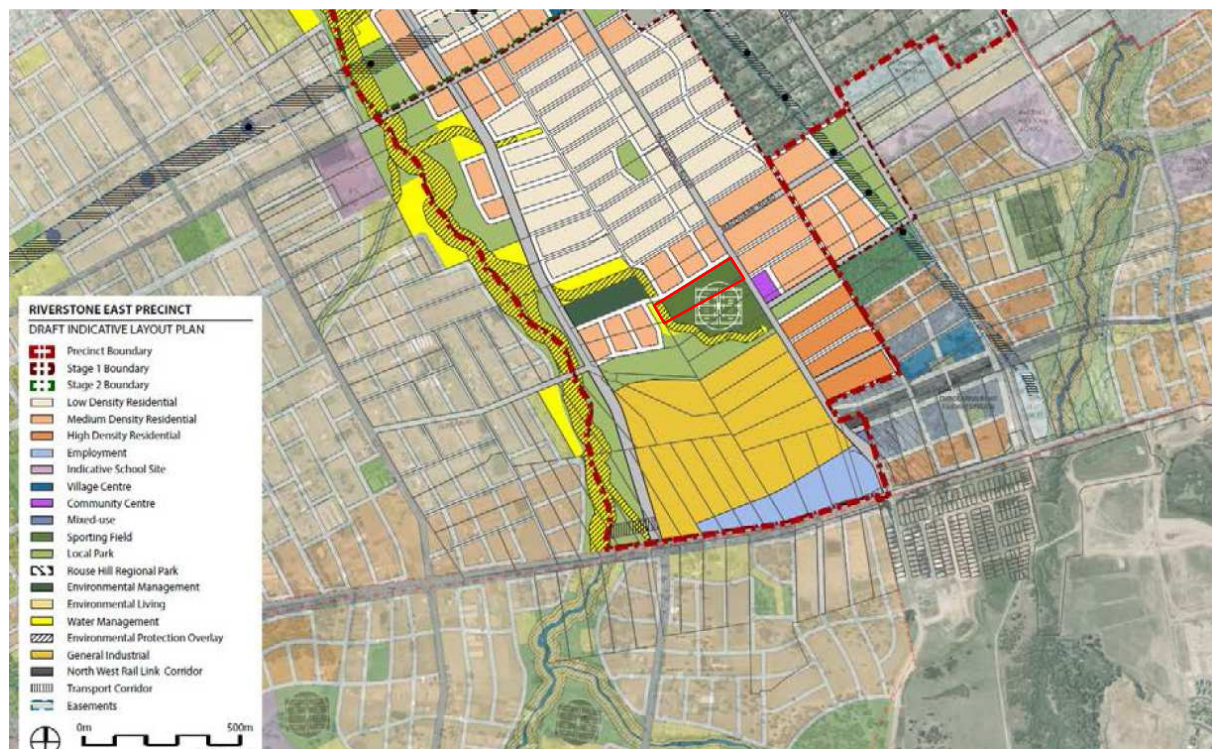 RIVERSTONE EAST PRECINCT
DRAFT INDICATIVE LAYOUT PLAN
Precinct Boundary
Stage 1 Boundary
Stage 2 Boundary
Low Density Residential
Medium Density Residential
High Density Residential
Employment
Indicative School Site
Village Centre
Community Centre
Mixed-use
Sporting Field
Local Park
Rouse Hill Regional Park
Environmental Management
Environmental Living
Water Management
Environmental Protection Overlay
General Industrial
North West Rail Link Corridor
Transport Corridor
Easements
0m 500m